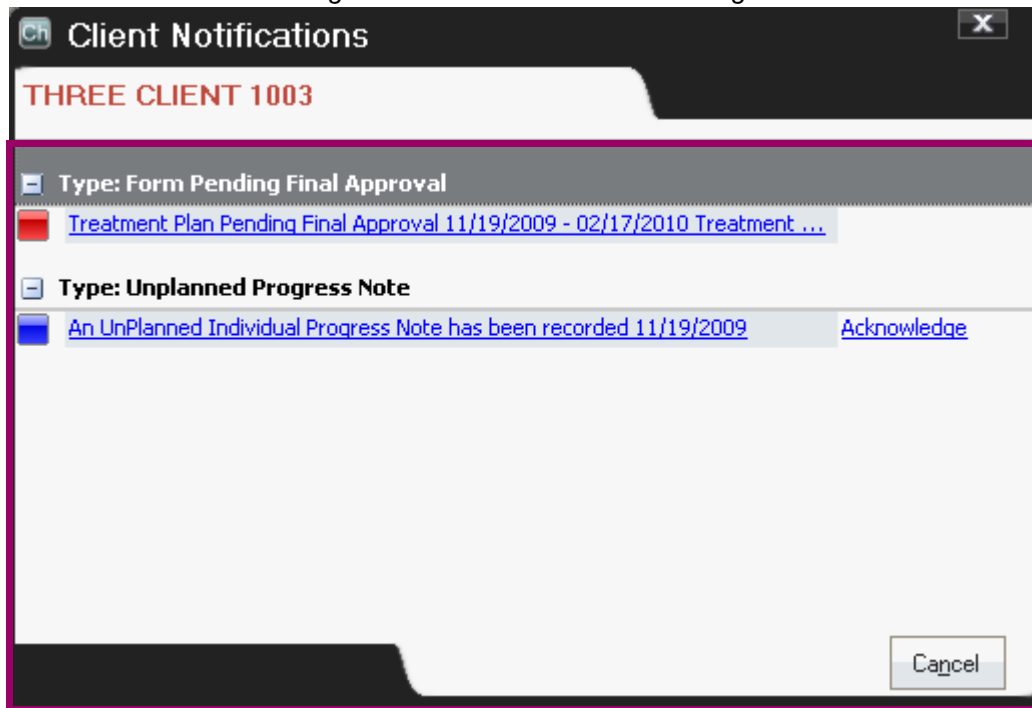 Ch Client Notifications X
THREE CLIENT 1003
Type: Form Pending Final Approval
Treatment Plan Pending Final Approval 11/19/2009 - 02/17/2010 Treatment ...
Type: Unplanned Progress Note
An UnPlanned Individual Progress Note has been recorded 11/19/2009 Acknowledge
Cancel